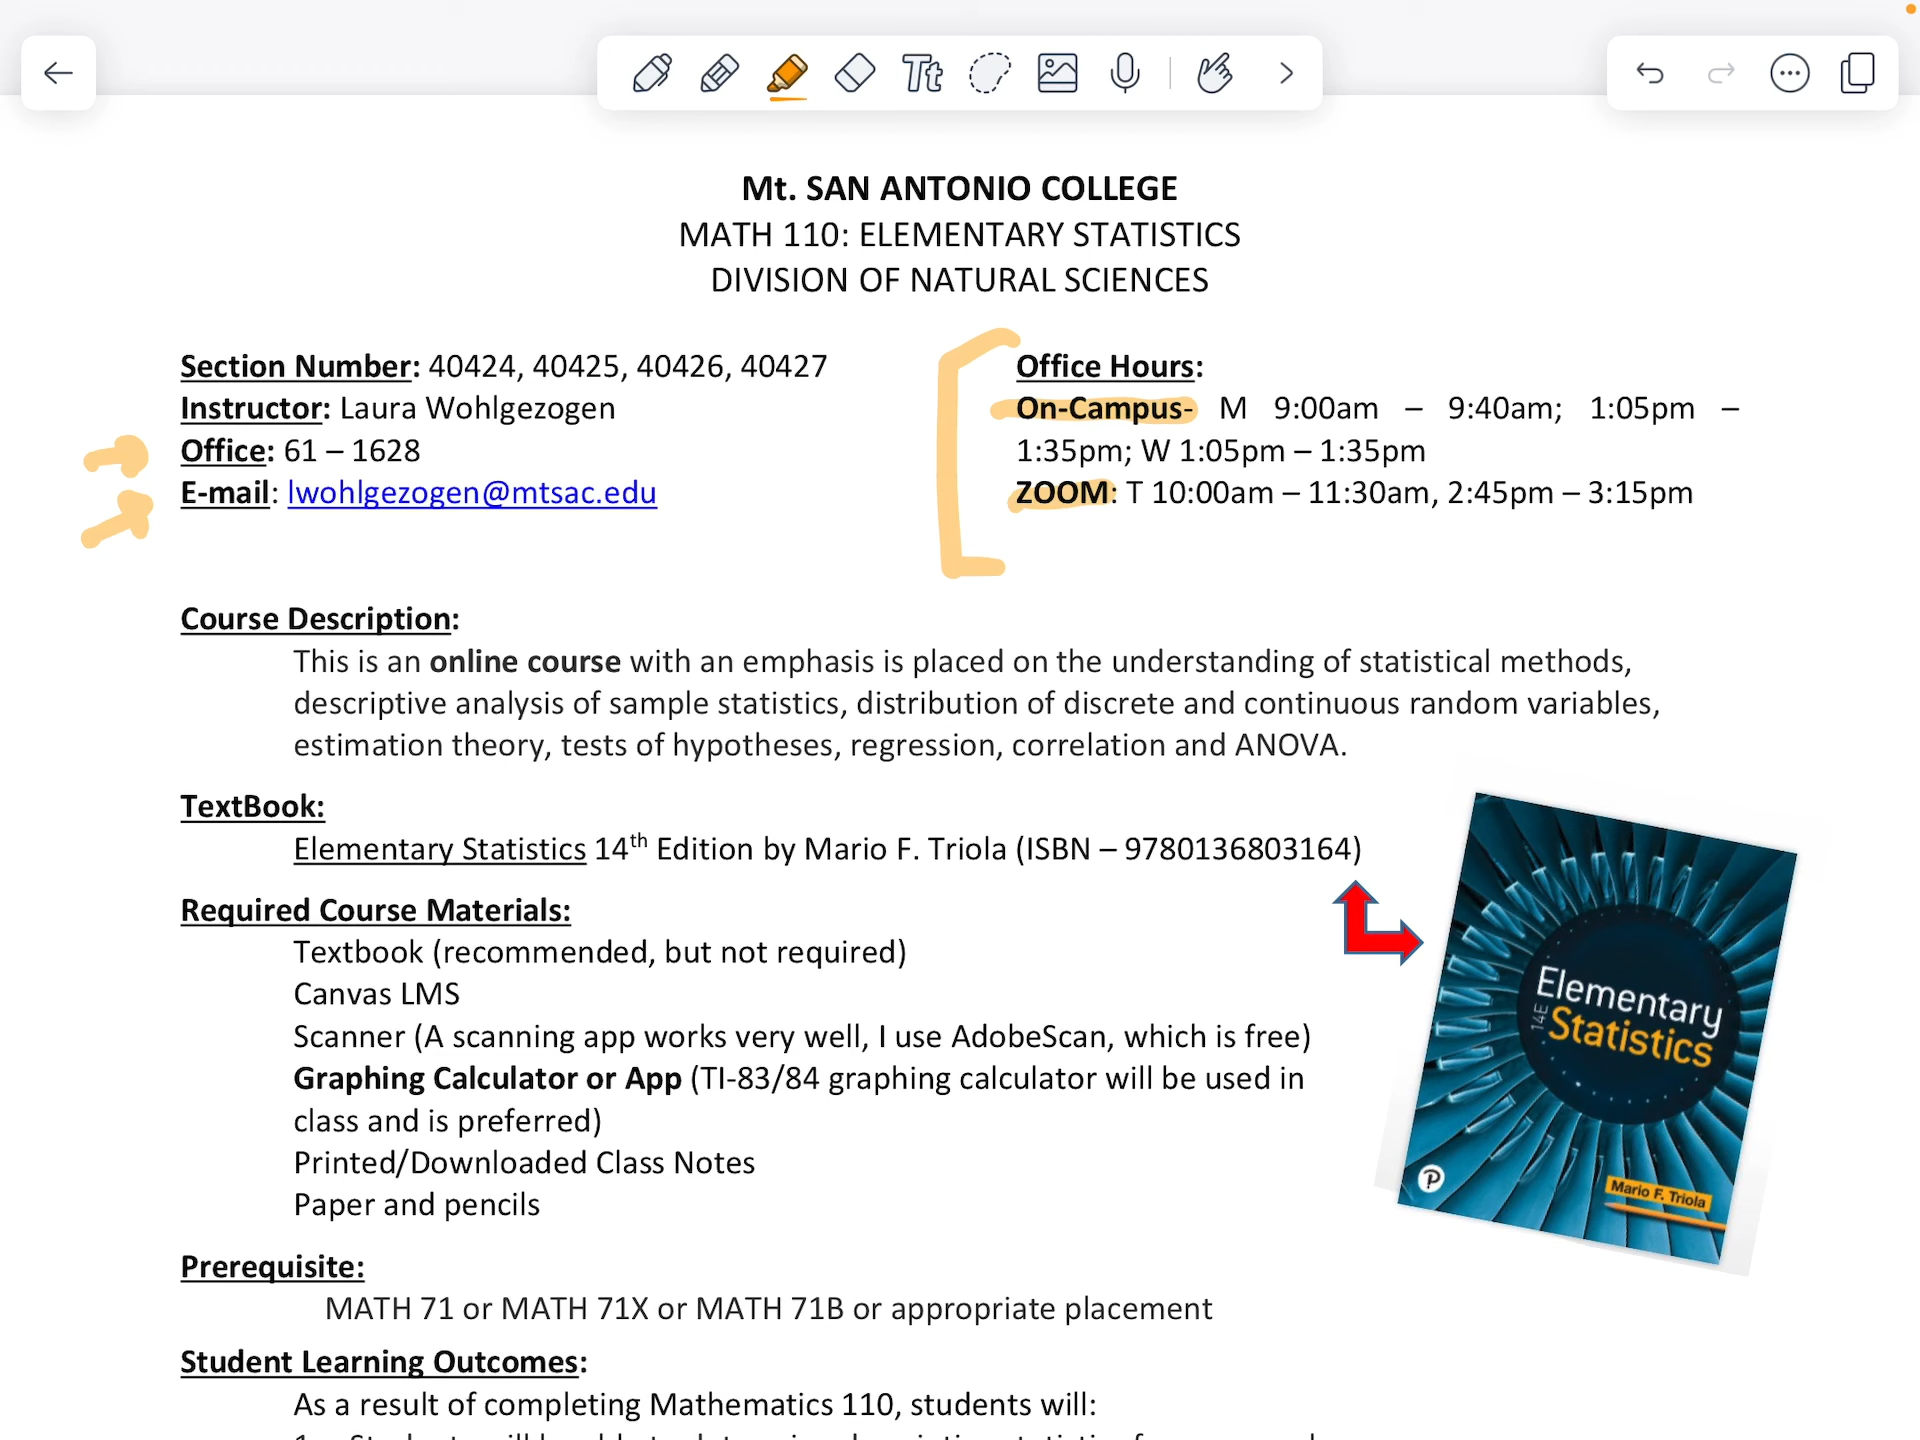 Mt. SAN ANTONIO COLLEGE
MATH 110: ELEMENTARY STATISTICS
DIVISION OF NATURAL SCIENCES
Section Number: 40424, 40425, 40426, 40427
Instructor: Laura Wohlgezogen
Office: 61 – 1628
E-mail: lwohlgezogen@mtsac.edu
Office Hours:
On-Campus- M 9:00am – 9:40am; 1:05pm –
1:35pm; W 1:05pm – 1:35pm
ZOOM: T 10:00am – 11:30am, 2:45pm – 3:15pm
Course Description:
This is an online course with an emphasis is placed on the understanding of statistical methods,
descriptive analysis of sample statistics, distribution of discrete and continuous random variables,
estimation theory, tests of hypotheses, regression, correlation and ANOVA.
TextBook:
Elementary Statistics 14th Edition by Mario F. Triola (ISBN – 9780136803164)
Required Course Materials:
Textbook (recommended, but not required)
Canvas LMS
Scanner (A scanning app works very well, I use AdobeScan, which is free)
Graphing Calculator or App (TI-83/84 graphing calculator will be used in
class and is preferred)
Printed/Downloaded Class Notes
Paper and pencils
Elementary
14E Statistics
P
Mario F. Triola
Prerequisite:
MATH 71 or MATH 71X or MATH 71B or appropriate placement
Student Learning Outcomes:
As a result of completing Mathematics 110, students will: